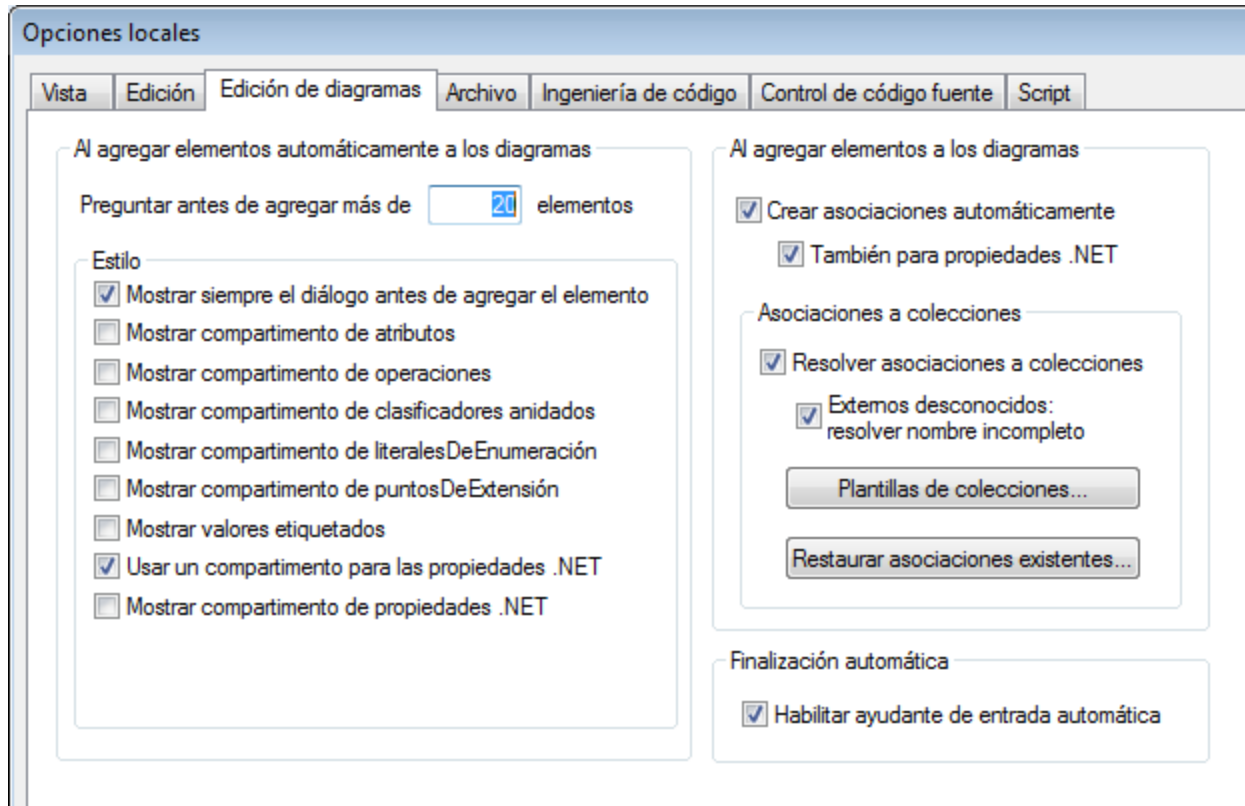 Opciones locales
Vista Edición Edición de diagramas Archivo Ingeniería de código Control de código fuente Script
Al agregar elementos automáticamente a los diagramas
Preguntar antes de agregar más de 20 elementos
Estilo
Mostrar siempre el diálogo antes de agregar el elemento
Mostrar compartimento de atributos
Mostrar compartimento de operaciones
Mostrar compartimento de clasificadores anidados
Mostrar compartimento de literalesDeEnumeración
Mostrar compartimento de puntosDeExtensión
Mostrar valores etiquetados
Usar un compartimento para las propiedades .NET
Mostrar compartimento de propiedades .NET
Al agregar elementos a los diagramas
Crear asociaciones automáticamente
También para propiedades .NET
Asociaciones a colecciones
Resolver asociaciones a colecciones
Externos desconocidos:
resolver nombre incompleto
Plantillas de colecciones...
Restaurar asociaciones existentes...
Finalización automática
Habilitar ayudante de entrada automática